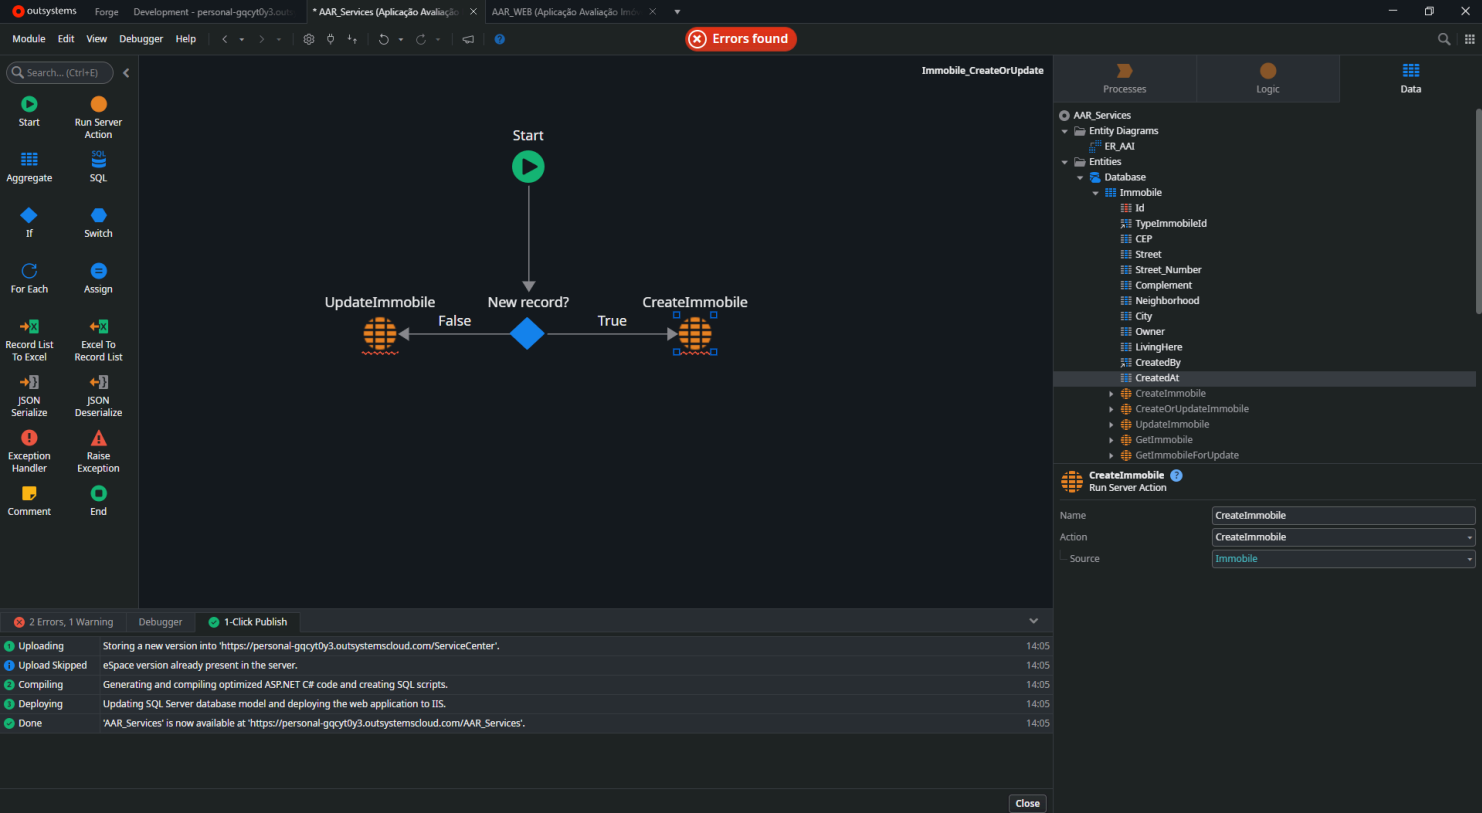 outsystems
Forge
Development - personal-gqcyt0y3.outs
* AAR_Services (Aplicação Avaliação
AAR_WEB (Aplicação Avaliação Imó
Module
Edit
View
Debugger
Help
Errors found
Search... (Ctrl+E)
Start
Run Server
Action
Aggregate
SQL
SQL
If
Switch
For Each
Assign
Record List
To Excel
Excel To
Record List
JSON
Serialize
JSON
Deserialize
Exception
Handler
Raise
Exception
Comment
End
Immobile_CreateOrUpdate
Start
UpdateImmobile
New record?
CreateImmobile
False
True
Processes
Logic
Data
AAR_Services
Entity Diagrams
ER_AAI
Entities
Database
Immobile
Id
TypeImmobileId
CEP
Street
Street_Number
Complement
Neighborhood
City
Owner
LivingHere
CreatedBy
CreatedAt
CreateImmobile
CreateOrUpdateImmobile
UpdateImmobile
GetImmobile
GetImmobileForUpdate
CreateImmobile
Run Server Action
Name
CreateImmobile
Action
CreateImmobile
Source
Immobile
2 Errors, 1 Warning
Debugger
1-Click Publish
1 Uploading Storing a new version into 'https://personal-gqcyt0y3.outsystemscloud.com/ServiceCenter'. 14:05
Upload Skipped eSpace version already present in the server. 14:05
2 Compiling Generating and compiling optimized ASP.NET C# code and creating SQL scripts. 14:05
3 Deploying Updating SQL Server database model and deploying the web application to IIS. 14:05
Done 'AAR_Services' is now available at 'https://personal-gqcyt0y3.outsystemscloud.com/AAR_Services'. 14:05
Close